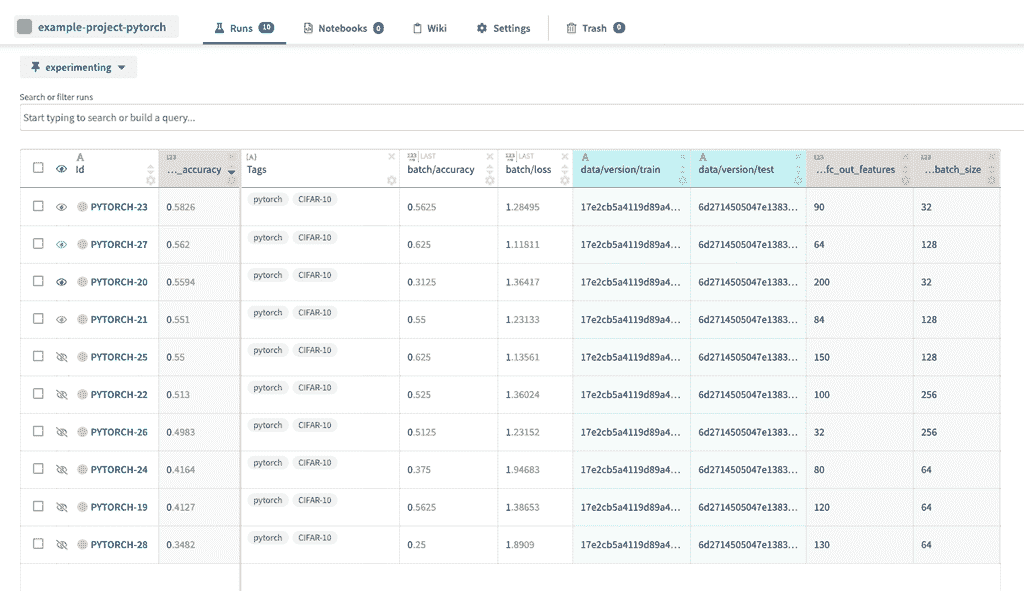 example-project-pytorch Runs 10 Notebooks 0 Wiki Settings Trash 0
experimenting
Search or filter runs
Start typing to search or build a query...
A 123 [A] 123 LAST 123 LAST A A 123 123
Id ..._accuracy Tags batch/accuracy batch/loss data/version/train data/version/test ...fc_out_features ...batch_size
PYTORCH-23 0.5826 pytorch CIFAR-10 0.5625 1.28495 17e2cb5a4119d89a4... 6d2714505047e1383... 90 32
PYTORCH-27 0.562 pytorch CIFAR-10 0.625 1.11811 17e2cb5a4119d89a4... 6d2714505047e1383... 64 128
PYTORCH-20 0.5594 pytorch CIFAR-10 0.3125 1.36417 17e2cb5a4119d89a4... 6d2714505047e1383... 200 32
PYTORCH-21 0.551 pytorch CIFAR-10 0.55 1.23133 17e2cb5a4119d89a4... 6d2714505047e1383... 84 128
PYTORCH-25 0.55 pytorch CIFAR-10 0.625 1.13561 17e2cb5a4119d89a4... 6d2714505047e1383... 150 128
PYTORCH-22 0.513 pytorch CIFAR-10 0.525 1.36024 17e2cb5a4119d89a4... 6d2714505047e1383... 100 256
PYTORCH-26 0.4983 pytorch CIFAR-10 0.5125 1.23152 17e2cb5a4119d89a4... 6d2714505047e1383... 32 256
PYTORCH-24 0.4164 pytorch CIFAR-10 0.375 1.94683 17e2cb5a4119d89a4... 6d2714505047e1383... 80 64
PYTORCH-19 0.4127 pytorch CIFAR-10 0.5625 1.38653 17e2cb5a4119d89a4... 6d2714505047e1383... 120 64
PYTORCH-28 0.3482 pytorch CIFAR-10 0.25 1.8909 17e2cb5a4119d89a4... 6d2714505047e1383... 130 64